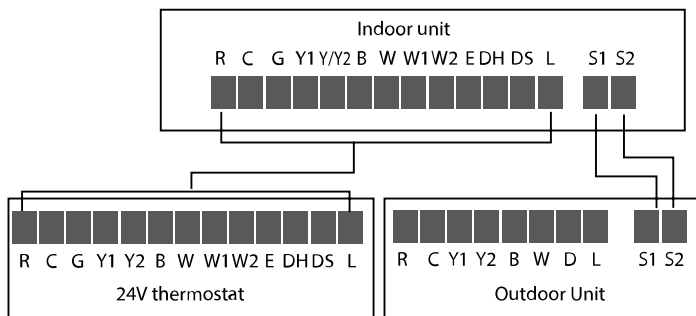 Indoor unit
R C G Y1 Y/Y2 B W W1 W2 E DH DS L S1 S2
R C G Y1 Y2 B W W1 W2 E DH DS L
R C Y1 Y2 B W D L S1 S2
24V thermostat
Outdoor Unit